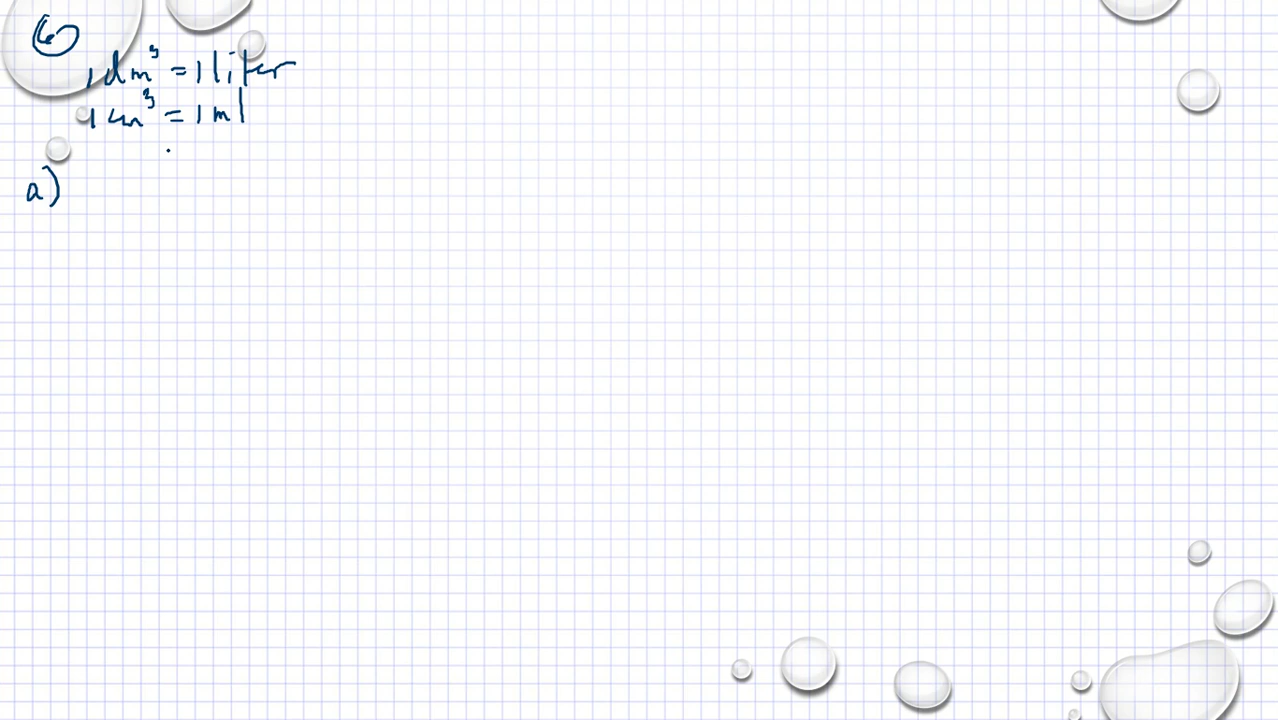 6
1 dm³ = 1 liter
1 cm³ = 1 ml
a)